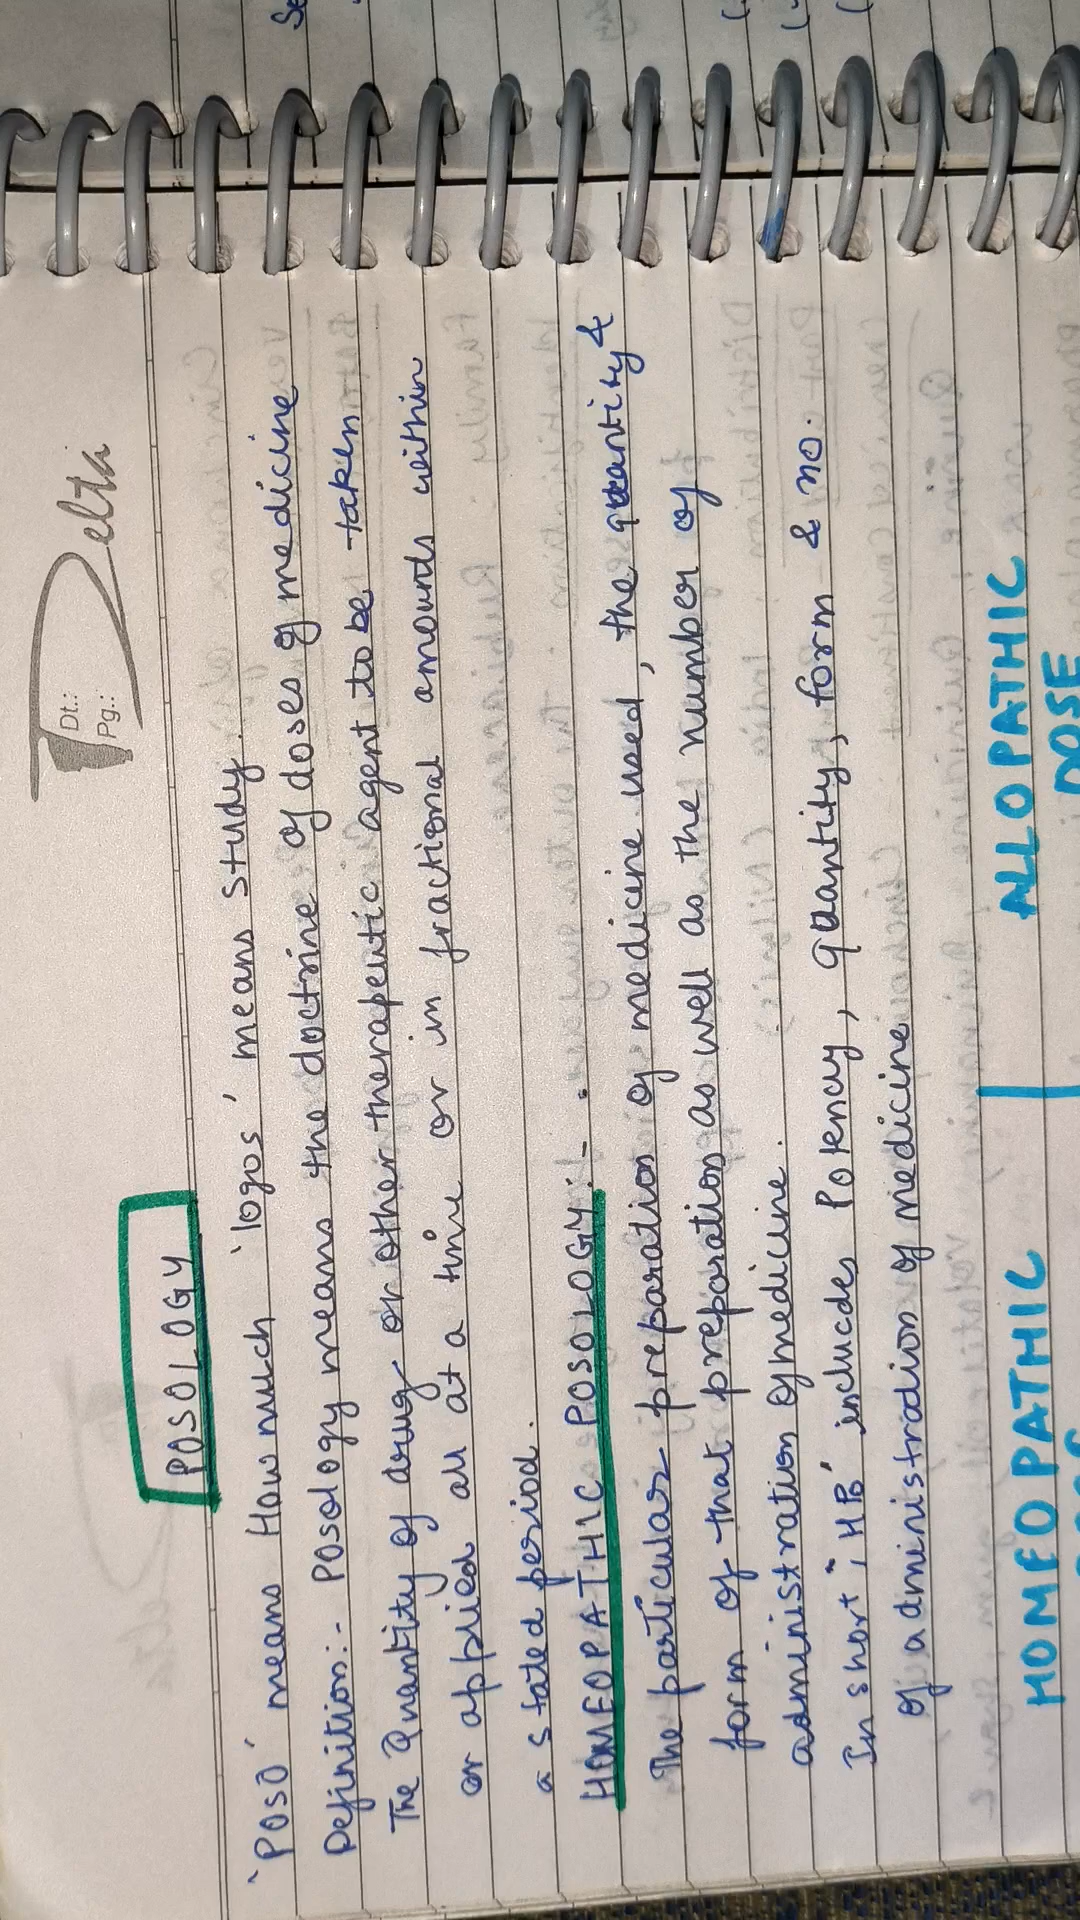 Delta
Dt.:
Pg.:
POSOLOGY
'POSO' means How much 'logos' means study.
Definition:- Posology means the doctrine of doses of medicine
The Quantity of drug or other therapeutic agent to be taken
or applied all at a time or in fractional amounts within
a stated period.
HOMEOPATHIC POSOLOGY:-
The particular preparation of medicine used, the quantity &
form of that preparation as well as the number of
administration of medicine.
In short, 'HP' includes Potency, quantity, form & no.
of administration of medicine
HOMEOPATHIC ALLOPATHIC
DOSE